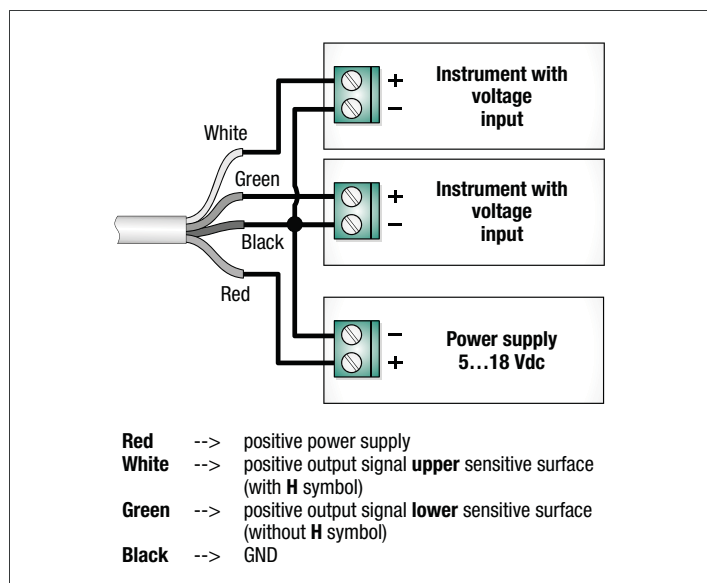 +
Instrument with
voltage
input
−
White
Green
+
Instrument with
voltage
input
−
Black
Red
−
Power supply
5…18 Vdc
+
Red --> positive power supply
White --> positive output signal upper sensitive surface
(with H symbol)
Green --> positive output signal lower sensitive surface
(without H symbol)
Black --> GND